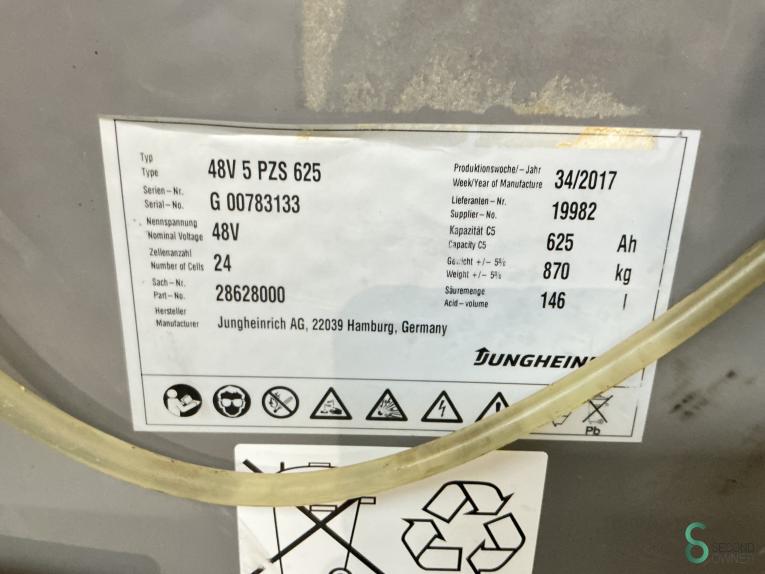 Typ
Type 48V 5 PZS 625
Serien-Nr.
Serial-No. G 00783133
Nennspannung
Nominal Voltage 48V
Zellenanzahl
Number of Cells 24
Sach-Nr.
Part-No. 28628000
Hersteller
Manufacturer Jungheinrich AG, 22039 Hamburg, Germany
Produktionswoche/-Jahr
Week/Year of Manufacture 34/2017
Lieferanten-Nr.
Supplier-No. 19982
Kapazität C5
Capacity C5 625 Ah
Gewicht +/- 5%
Weight +/- 5% 870 kg
Säuremenge
Acid-volume 146 l
JUNGHEIN
Pb
SECOND
OWNER